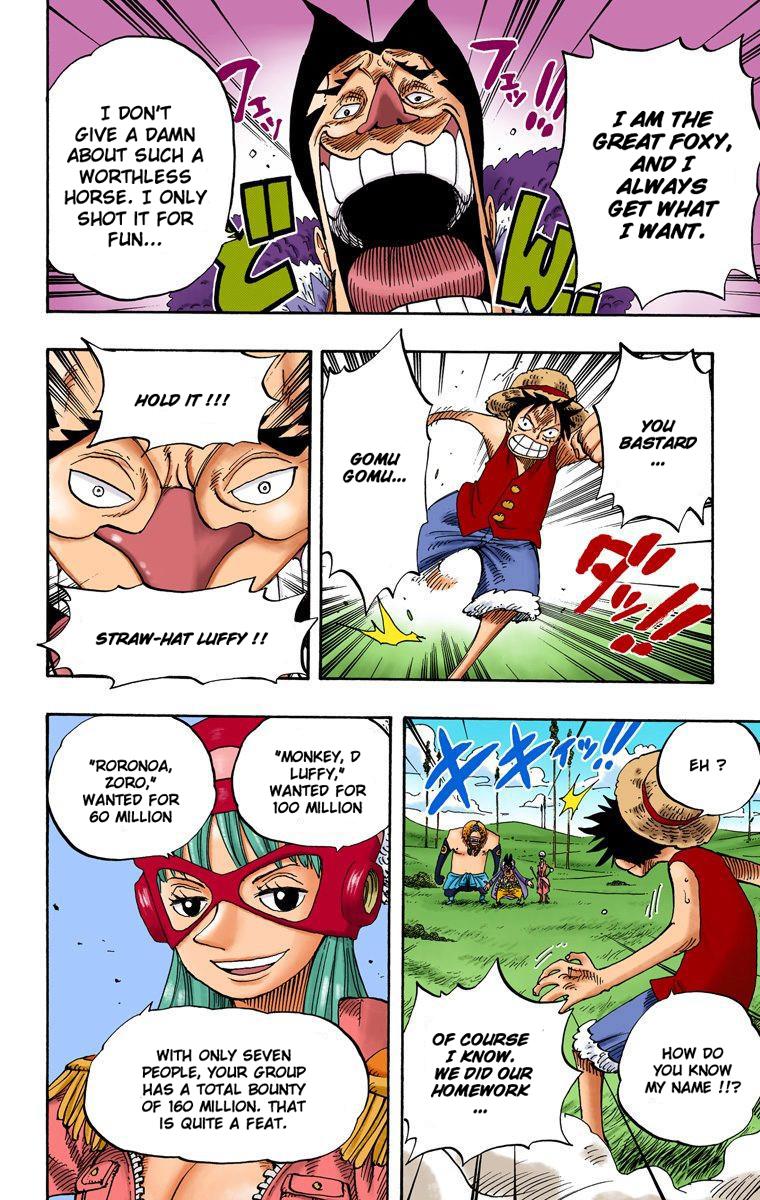 I AM THE
GREAT FOXY,
AND I
ALWAYS
GET WHAT
I WANT.
フェッ!!!
フェッ
I DON'T
GIVE A DAMN
ABOUT SUCH A
WORTHLESS
HORSE. I ONLY
SHOT IT FOR
FUN...
ど
YOU
BASTARD
...
GOMU
GOMU...
ダッ!!
HOLD IT !!!
STRAW-HAT LUFFY !!
EH ?
キキィッ!!
HOW DO
YOU KNOW
MY NAME !!?
OF COURSE
I KNOW.
WE DID OUR
HOMEWORK
...
"MONKEY, D
LUFFY,"
WANTED FOR
100 MILLION
"RORONOA,
ZORO,"
WANTED FOR
60 MILLION
WITH ONLY SEVEN
PEOPLE, YOUR GROUP
HAS A TOTAL BOUNTY
OF 160 MILLION. THAT
IS QUITE A FEAT.